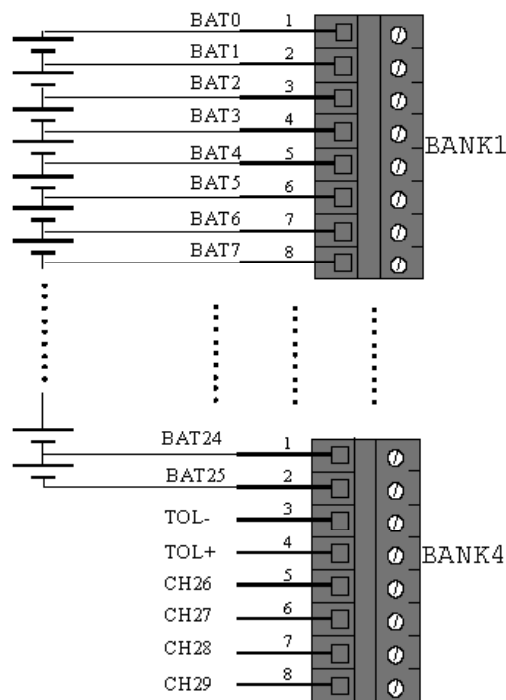 BAT0 1
BAT1 2
BAT2 3
BAT3 4
BAT4 5
BAT5 6
BAT6 7
BAT7 8
BANK1
BAT24 1
BAT25 2
TOL- 3
TOL+ 4
CH26 5
CH27 6
CH28 7
CH29 8
BANK4